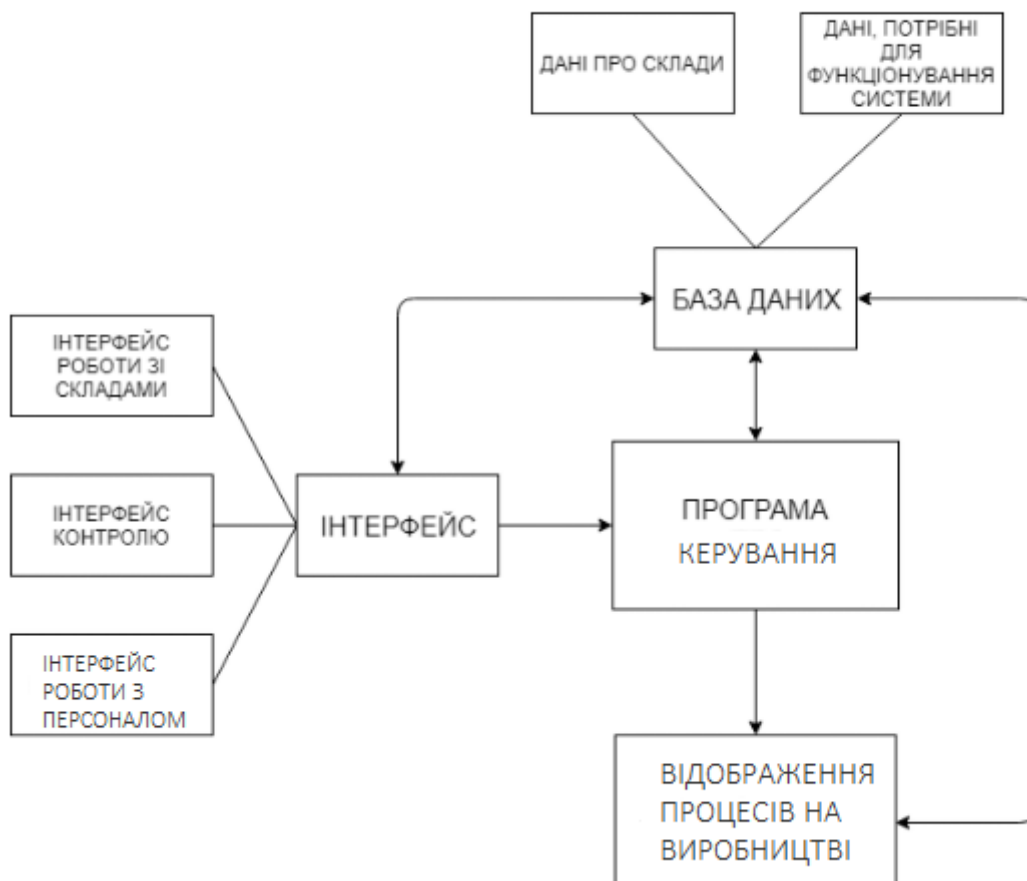 ДАНІ ПРО СКЛАДИ
ДАНІ, ПОТРІБНІ
ДЛЯ
ФУНКЦІОНУВАННЯ
СИСТЕМИ
БАЗА ДАНИХ
ІНТЕРФЕЙС
РОБОТИ ЗІ
СКЛАДАМИ
ІНТЕРФЕЙС
КОНТРОЛЮ
ІНТЕРФЕЙС
РОБОТИ З
ПЕРСОНАЛОМ
ІНТЕРФЕЙС
ПРОГРАМА
КЕРУВАННЯ
ВІДОБРАЖЕННЯ
ПРОЦЕСІВ НА
ВИРОБНИЦТВІ